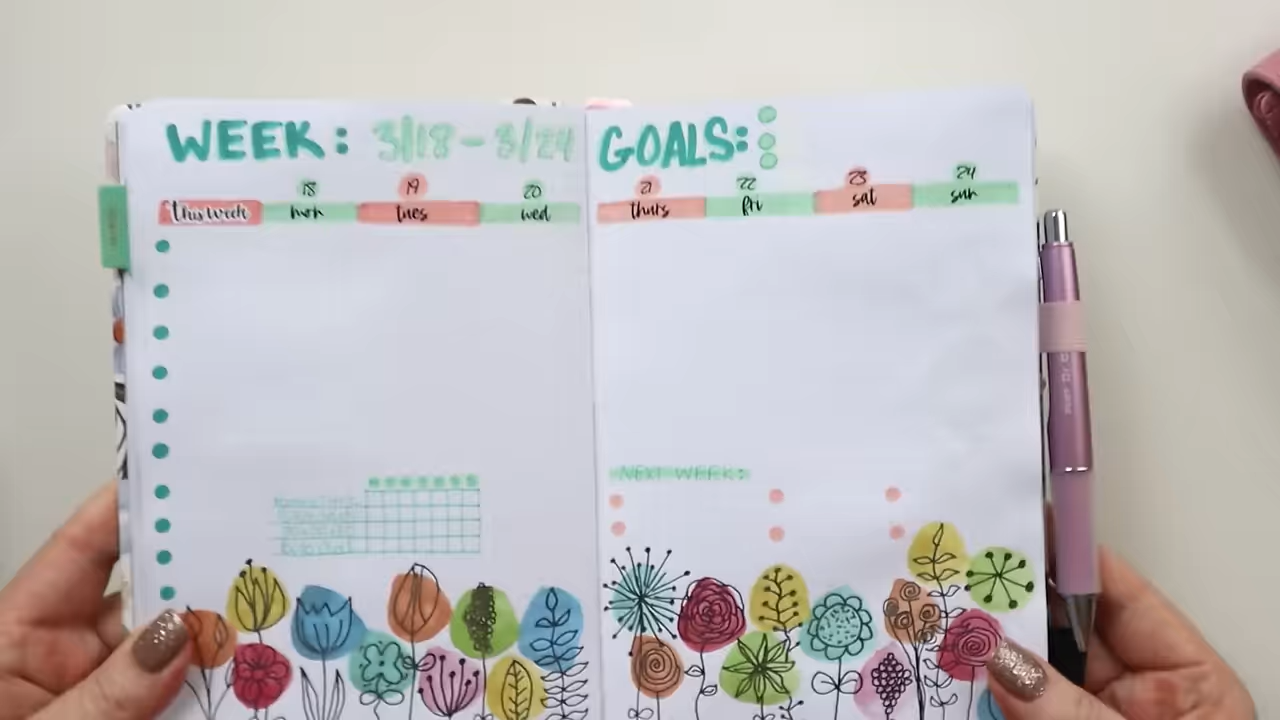 WEEK: 3/18 - 3/24
18 19 20
this week mon tues wed
GOALS:
21 22 23 24
thurs fri sat sun
NEXT WEEK: